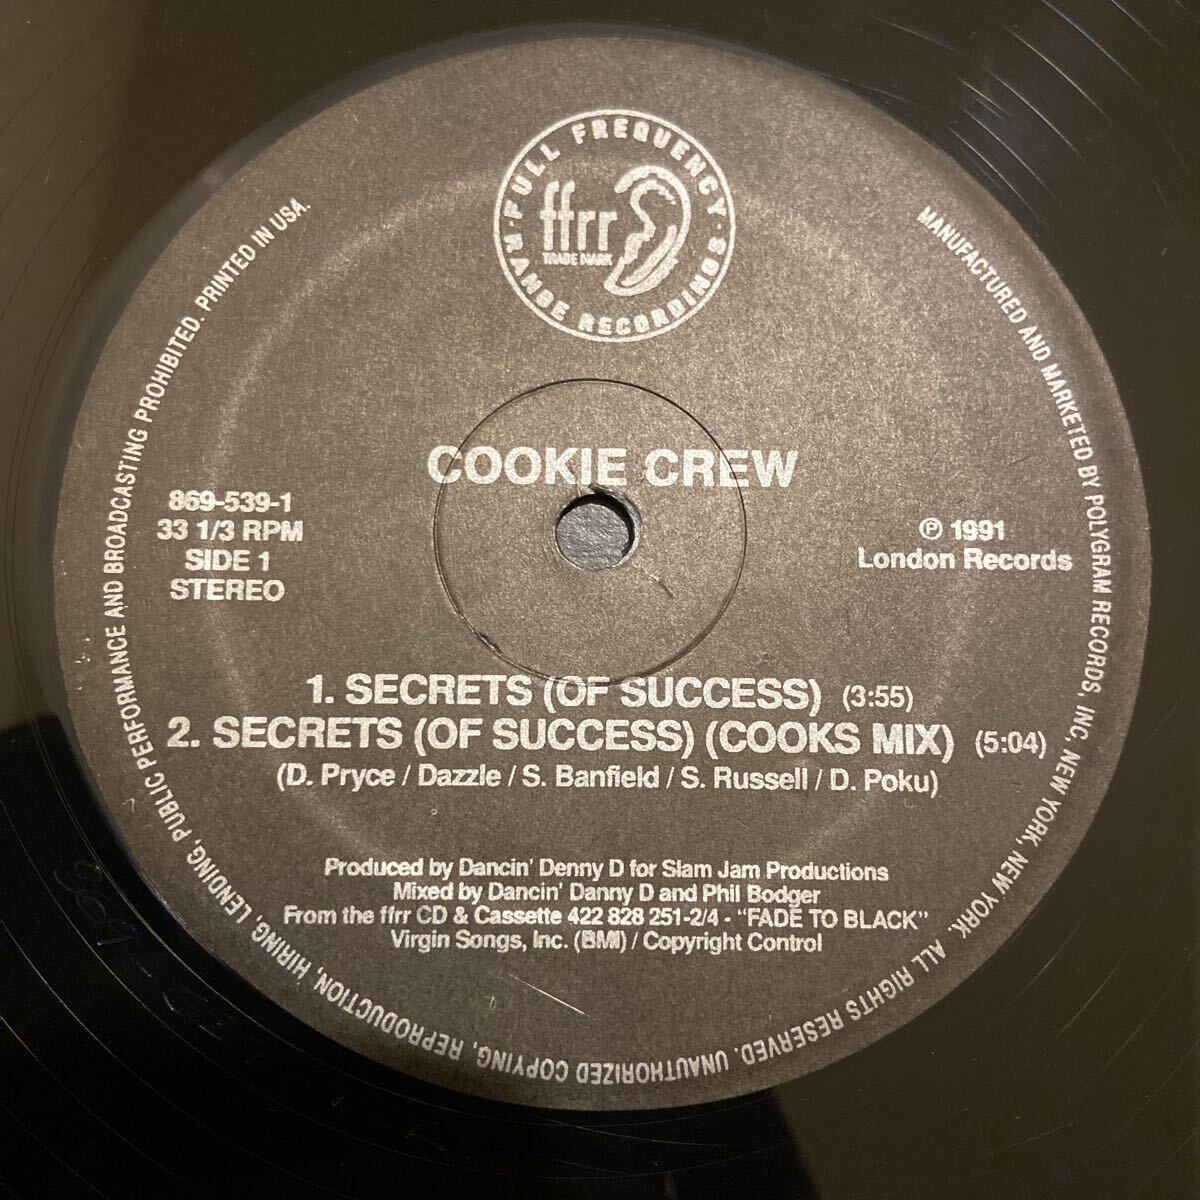 FULL FREQUENCY
RANGE RECORDINGS
ffrr
TRADE MARK
COOKIE CREW
869-539-1
33 1/3 RPM
SIDE 1
STEREO
℗ 1991
London Records
1. SECRETS (OF SUCCESS) (3:55)
2. SECRETS (OF SUCCESS) (COOKS MIX) (5:04)
(D. Pryce / Dazzle / S. Banfield / S. Russell / D. Poku)
Produced by Dancin' Denny D for Slam Jam Productions
Mixed by Dancin' Danny D and Phil Bodger
From the ffrr CD & Cassette 422 828 251-2/4 - "FADE TO BLACK"
Virgin Songs, Inc. (BMI) / Copyright Control
MANUFACTURED AND MARKETED BY POLYGRAM RECORDS, INC. NEW YORK, NEW YORK. ALL RIGHTS RESERVED. UNAUTHORIZED COPYING, REPRODUCTION, HIRING, LENDING, PUBLIC PERFORMANCE AND BROADCASTING PROHIBITED. PRINTED IN USA.